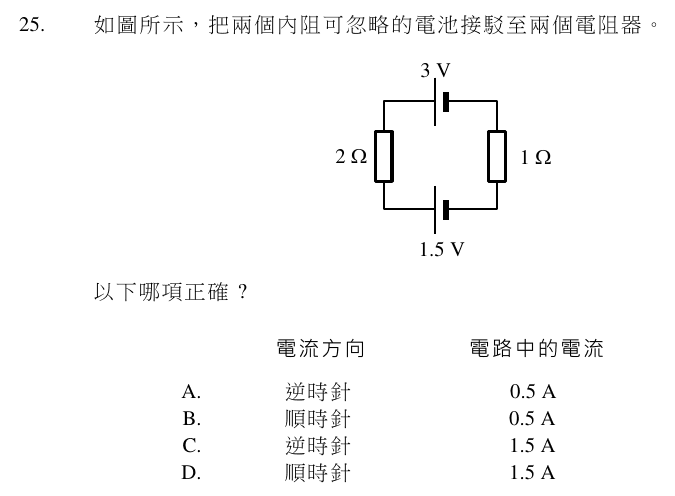 25. 如圖所示，把兩個內阻可忽略的電池接駁至兩個電阻器。
3 V
2 Ω
1 Ω
1.5 V
以下哪項正確？
電流方向 電路中的電流
A. 逆時針 0.5 A
B. 順時針 0.5 A
C. 逆時針 1.5 A
D. 順時針 1.5 A